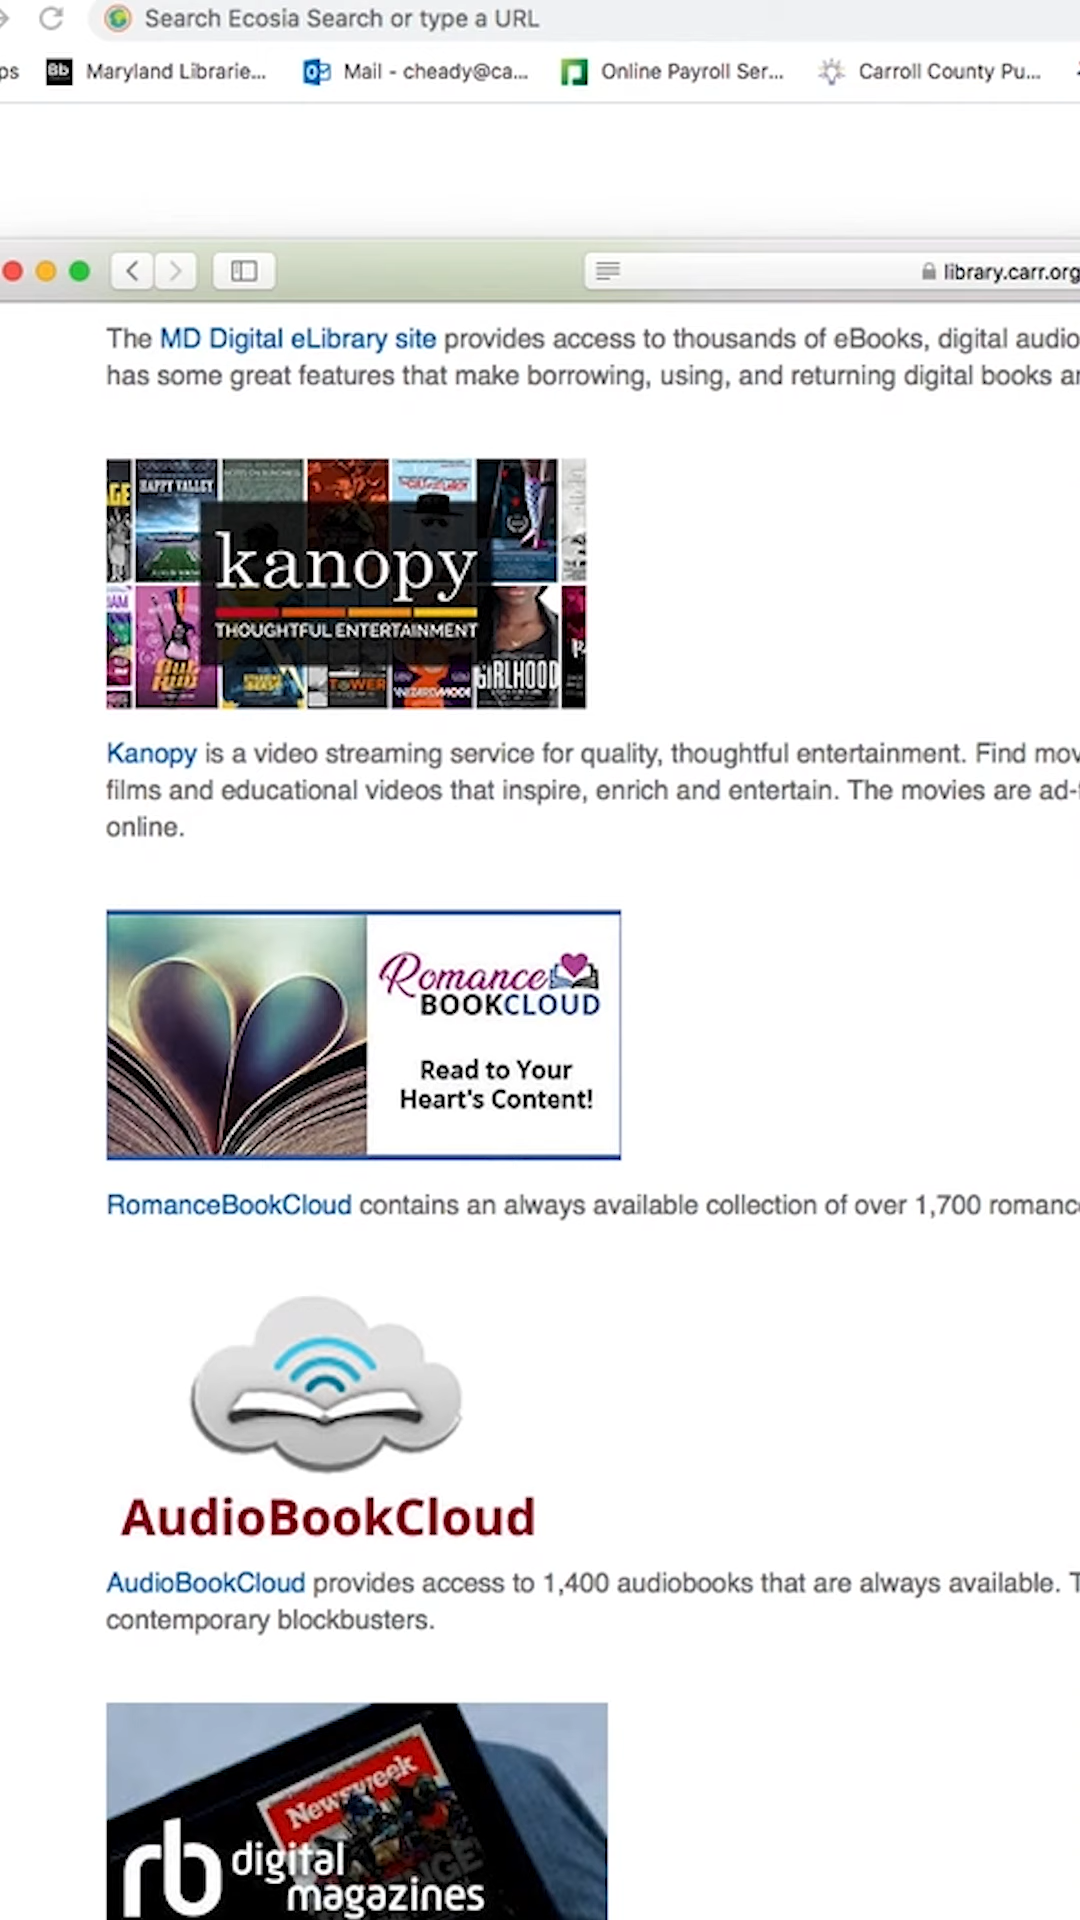 Search Ecosia Search or type a URL
ps
Bb
Maryland Librarie...
Mail - cheady@ca...
Online Payroll Ser...
Carroll County Pu...
library.carr.org
The MD Digital eLibrary site provides access to thousands of eBooks, digital audio
has some great features that make borrowing, using, and returning digital books a
HAPPY VALLEY
kanopy
THOUGHTFUL ENTERTAINMENT
TOWER
WIZARD MODE
GIRLHOOD
Kanopy is a video streaming service for quality, thoughtful entertainment. Find mov
films and educational videos that inspire, enrich and entertain. The movies are ad-
online.
Romance
BOOKCLOUD
Read to Your
Heart's Content!
RomanceBookCloud contains an always available collection of over 1,700 romanc
AudioBookCloud
AudioBookCloud provides access to 1,400 audiobooks that are always available. T
contemporary blockbusters.
Newsweek
rb digital
magazines